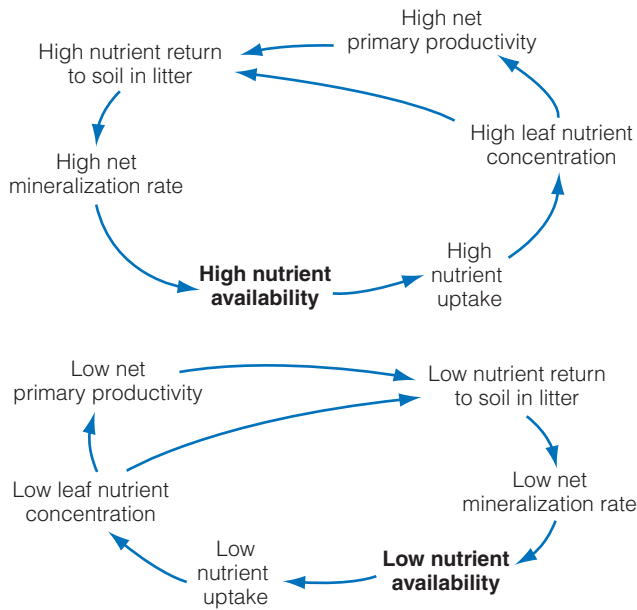 High net
primary productivity
High nutrient return
to soil in litter
High leaf nutrient
concentration
High net
mineralization rate
High
nutrient
uptake
High nutrient
availability
Low net
primary productivity
Low nutrient return
to soil in litter
Low leaf nutrient
concentration
Low net
mineralization rate
Low
nutrient
uptake
Low nutrient
availability